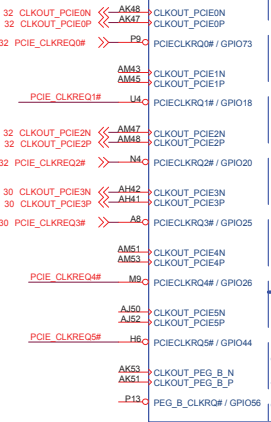 32 CLKOUT_PCIE0N AK48 CLKOUT_PCIE0N
32 CLKOUT_PCIE0P AK47 CLKOUT_PCIE0P
32 PCIE_CLKREQ0# P9 PCIECLKRQ0# / GPIO73
AM43 CLKOUT_PCIE1N
AM45 CLKOUT_PCIE1P
PCIE_CLKREQ1# U4 PCIECLKRQ1# / GPIO18
32 CLKOUT_PCIE2N AM47 CLKOUT_PCIE2N
32 CLKOUT_PCIE2P AM48 CLKOUT_PCIE2P
32 PCIE_CLKREQ2# N4 PCIECLKRQ2# / GPIO20
30 CLKOUT_PCIE3N AH42 CLKOUT_PCIE3N
30 CLKOUT_PCIE3P AH41 CLKOUT_PCIE3P
30 PCIE_CLKREQ3# A8 PCIECLKRQ3# / GPIO25
AM51 CLKOUT_PCIE4N
AM53 CLKOUT_PCIE4P
PCIE_CLKREQ4# M9 PCIECLKRQ4# / GPIO26
AJ50 CLKOUT_PCIE5N
AJ52 CLKOUT_PCIE5P
PCIE_CLKREQ5# H6 PCIECLKRQ5# / GPIO44
AK53 CLKOUT_PEG_B_N
AK51 CLKOUT_PEG_B_P
P13 PEG_B_CLKRQ# / GPIO56